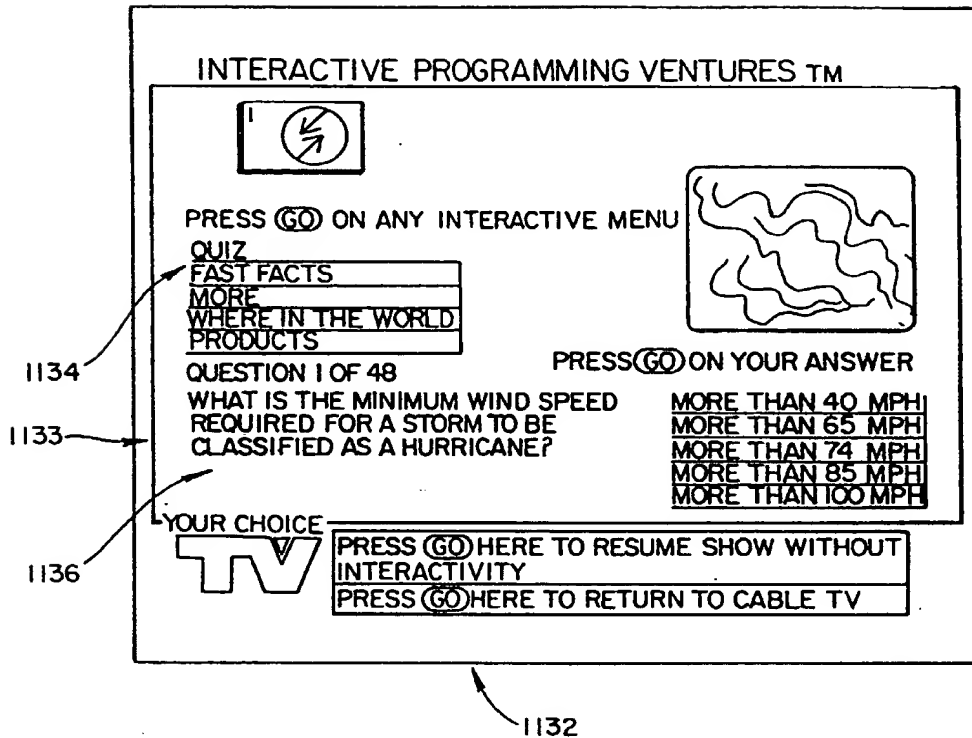 INTERACTIVE PROGRAMMING VENTURES TM
I
PRESS GO ON ANY INTERACTIVE MENU
QUIZ
FAST FACTS
MORE
WHERE IN THE WORLD
PRODUCTS
1134
QUESTION 1 OF 48
PRESS GO ON YOUR ANSWER
WHAT IS THE MINIMUM WIND SPEED
REQUIRED FOR A STORM TO BE
CLASSIFIED AS A HURRICANE?
1133
MORE THAN 40 MPH
MORE THAN 65 MPH
MORE THAN 74 MPH
MORE THAN 85 MPH
MORE THAN 100 MPH
1136
YOUR CHOICE
TV
PRESS GO HERE TO RESUME SHOW WITHOUT
INTERACTIVITY
PRESS GO HERE TO RETURN TO CABLE TV
1132